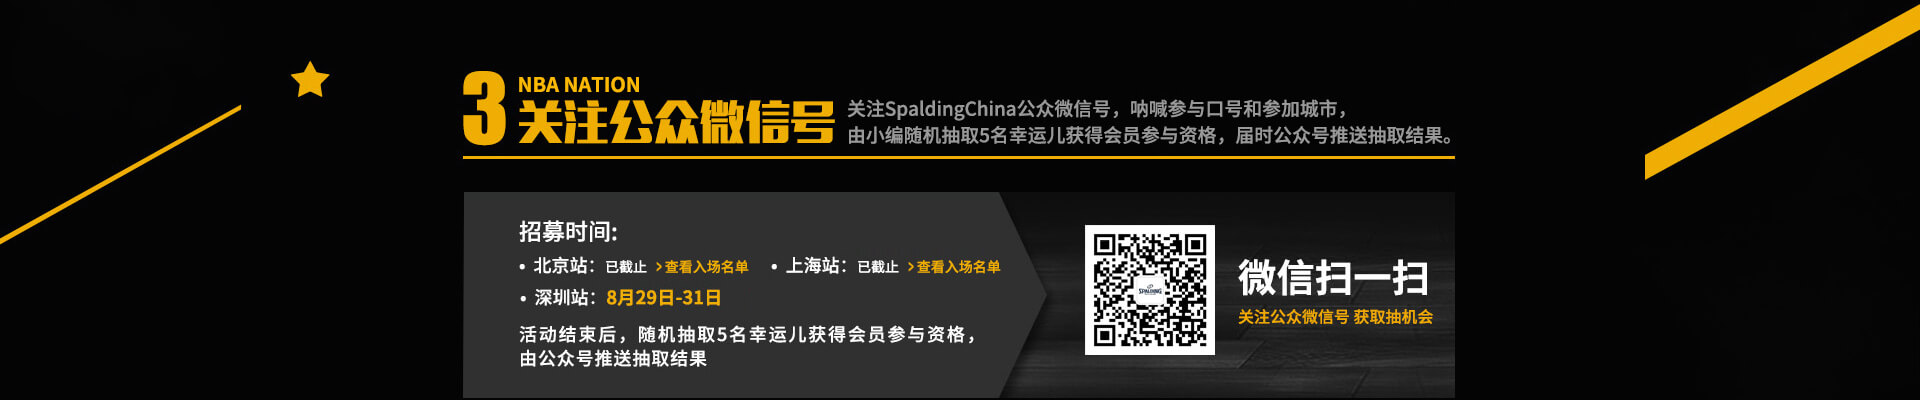 3
NBA NATION
关注公众微信号
关注SpaldingChina公众微信号，呐喊参与口号和参加城市，
由小编随机抽取5名幸运儿获得会员参与资格，届时公众号推送抽取结果。
招募时间:
• 北京站：已截止 >查看入场名单 • 上海站：已截止 >查看入场名单
• 深圳站：8月29日-31日
活动结束后，随机抽取5名幸运儿获得会员参与资格，
由公众号推送抽取结果
SPALDING
微信扫一扫
关注公众微信号 获取抽机会